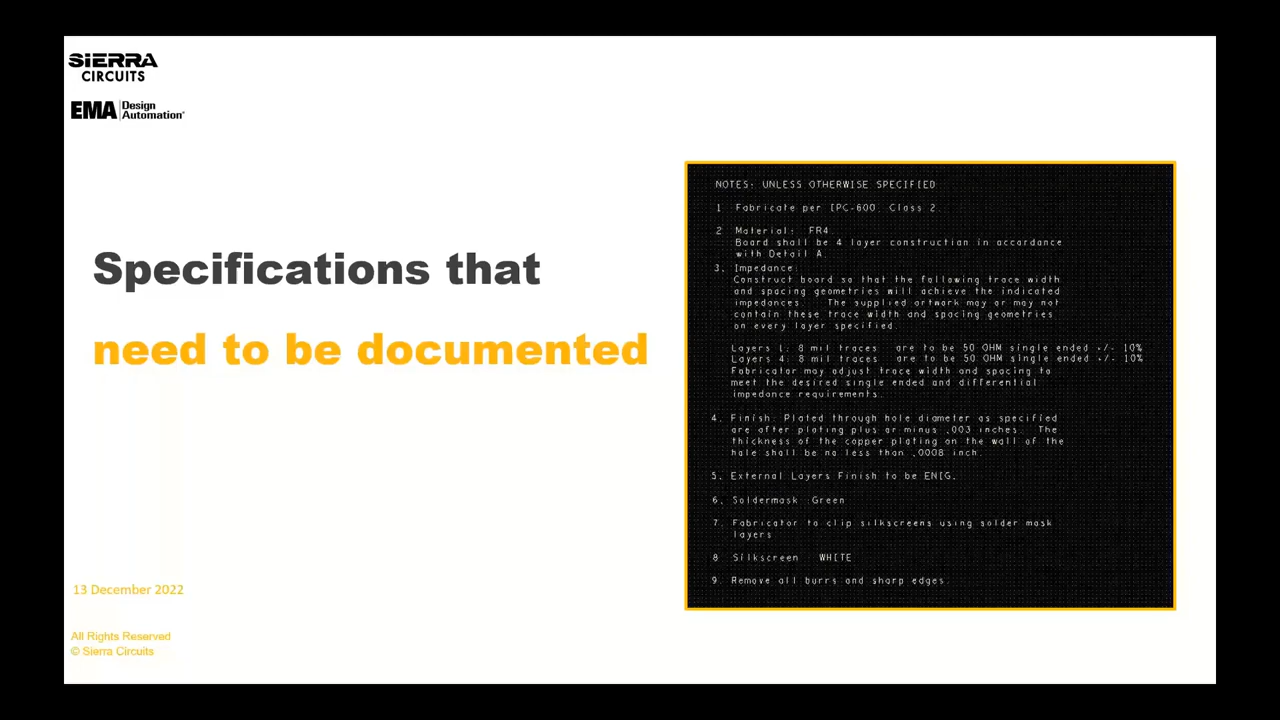 SIERRA
CIRCUITS
EMA Design
Automation
Specifications that
need to be documented
NOTES: UNLESS OTHERWISE SPECIFIED
1 Fabricate per IPC-600, Class 2.
2 Material: FR4.
Board shall be 4 layer construction in accordance
with Detail A.
3. Impedance:
Construct board so that the following trace width
and spacing geometries will achieve the indicated
impedances. The supplied artwork may or may not
contain these trace width and spacing geometries
on every layer specified.
Layers 1: 8 mil traces are to be 50 OHM single ended +/- 10%
Layers 4: 8 mil traces are to be 50 OHM single ended +/- 10%
Fabricator may adjust trace width and spacing to
meet the desired single ended and differential
impedance requirements.
4. Finish: Plated through hole diameter as specified
are after plating plus or minus .003 inches. The
thickness of the copper plating on the wall of the
hole shall be no less than .0008 inch.
5. External Layers Finish to be ENIG.
6. Soldermask :Green
7. Fabricator to clip silkscreens using solder mask
layers
8 Silkscreen : WHITE
9. Remove all burrs and sharp edges.
13 December 2022
All Rights Reserved
© Sierra Circuits